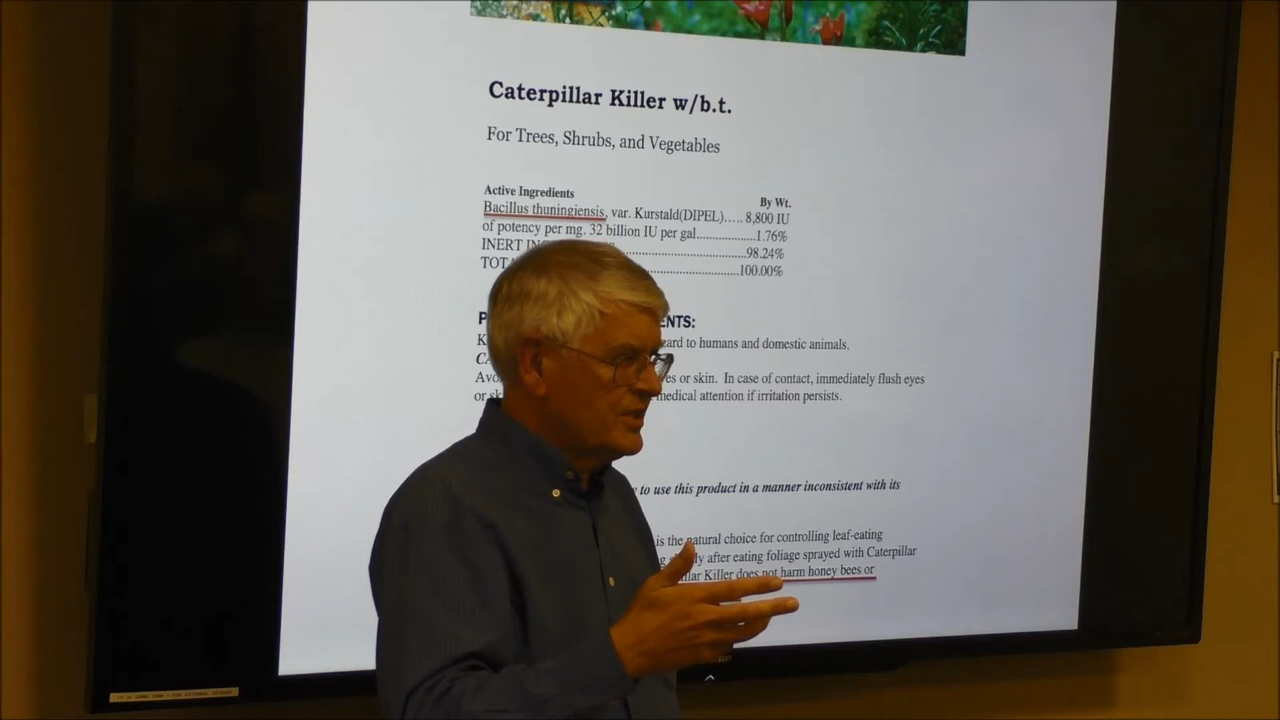 Caterpillar Killer w/b.t.
For Trees, Shrubs, and Vegetables
Active Ingredients By Wt.
Bacillus thuningiensis, var. Kurstald(DIPEL)..... 8,800 IU
of potency per mg. 32 billion IU per gal.................1.76%
INERT IN ...............................98.24%
TOT .......................100.00%
P ENTS:
K zard to humans and domestic animals.
CA
Avo es or skin. In case of contact, immediately flush eyes
or sk medical attention if irritation persists.
to use this product in a manner inconsistent with its
is the natural choice for controlling leaf-eating
ly after eating foliage sprayed with Caterpillar
llar Killer does not harm honey bees or